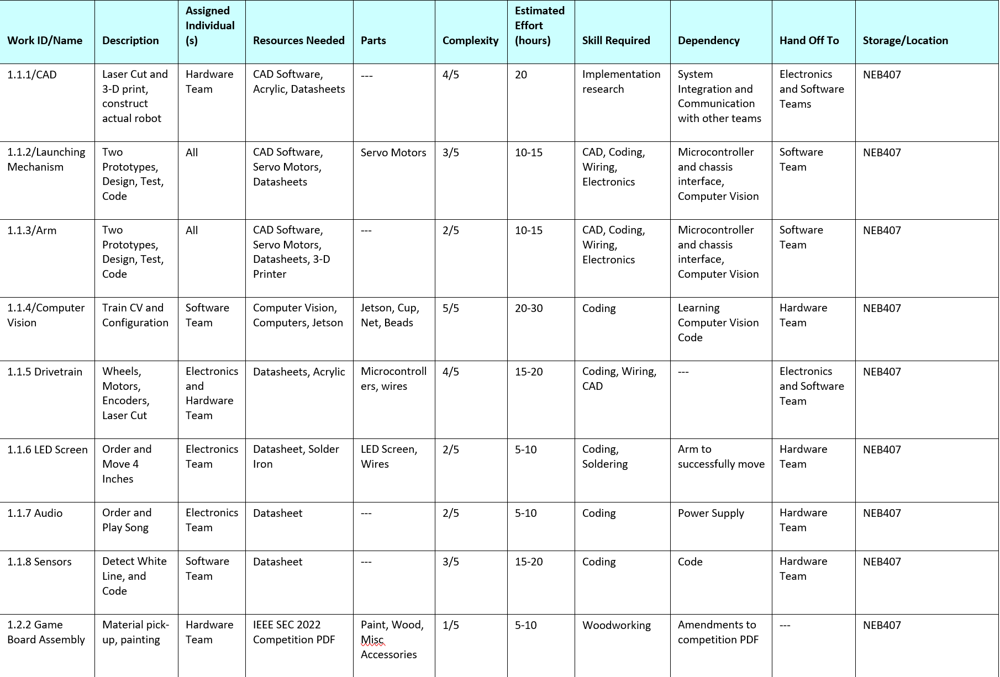 Work ID/Name
Description
Assigned
Individual
(s)
Resources Needed
Parts
Complexity
Estimated
Effort
(hours)
Skill Required
Dependency
Hand Off To
Storage/Location
1.1.1/CAD
Laser Cut and
3-D print,
construct
actual robot
Hardware
Team
CAD Software,
Acrylic, Datasheets
---
4/5
20
Implementation
research
System
Integration and
Communication
with other teams
Electronics
and Software
Teams
NEB407
1.1.2/Launching
Mechanism
Two
Prototypes,
Design, Test,
Code
All
CAD Software,
Servo Motors,
Datasheets
Servo Motors
3/5
10-15
CAD, Coding,
Wiring,
Electronics
Microcontroller
and chassis
interface,
Computer Vision
Software
Team
NEB407
1.1.3/Arm
Two
Prototypes,
Design, Test,
Code
All
CAD Software,
Servo Motors,
Datasheets, 3-D
Printer
---
2/5
10-15
CAD, Coding,
Wiring,
Electronics
Microcontroller
and chassis
interface,
Computer Vision
Software
Team
NEB407
1.1.4/Computer
Vision
Train CV and
Configuration
Software
Team
Computer Vision,
Computers, Jetson
Jetson, Cup,
Net, Beads
5/5
20-30
Coding
Learning
Computer Vision
Code
Hardware
Team
NEB407
1.1.5 Drivetrain
Wheels,
Motors,
Encoders,
Laser Cut
Electronics
and
Hardware
Team
Datasheets, Acrylic
Microcontroll
ers, wires
4/5
15-20
Coding, Wiring,
CAD
---
Electronics
and Software
Team
NEB407
1.1.6 LED Screen
Order and
Move 4
Inches
Electronics
Team
Datasheet, Solder
Iron
LED Screen,
Wires
2/5
5-10
Coding,
Soldering
Arm to
successfully move
Hardware
Team
NEB407
1.1.7 Audio
Order and
Play Song
Electronics
Team
Datasheet
---
2/5
5-10
Coding
Power Supply
Hardware
Team
NEB407
1.1.8 Sensors
Detect White
Line, and
Code
Software
Team
Datasheet
---
3/5
15-20
Coding
Code
Hardware
Team
NEB407
1.2.2 Game
Board Assembly
Material pick-
up, painting
Hardware
Team
IEEE SEC 2022
Competition PDF
Paint, Wood,
Misc
Accessories
1/5
5-10
Woodworking
Amendments to
competition PDF
---
NEB407